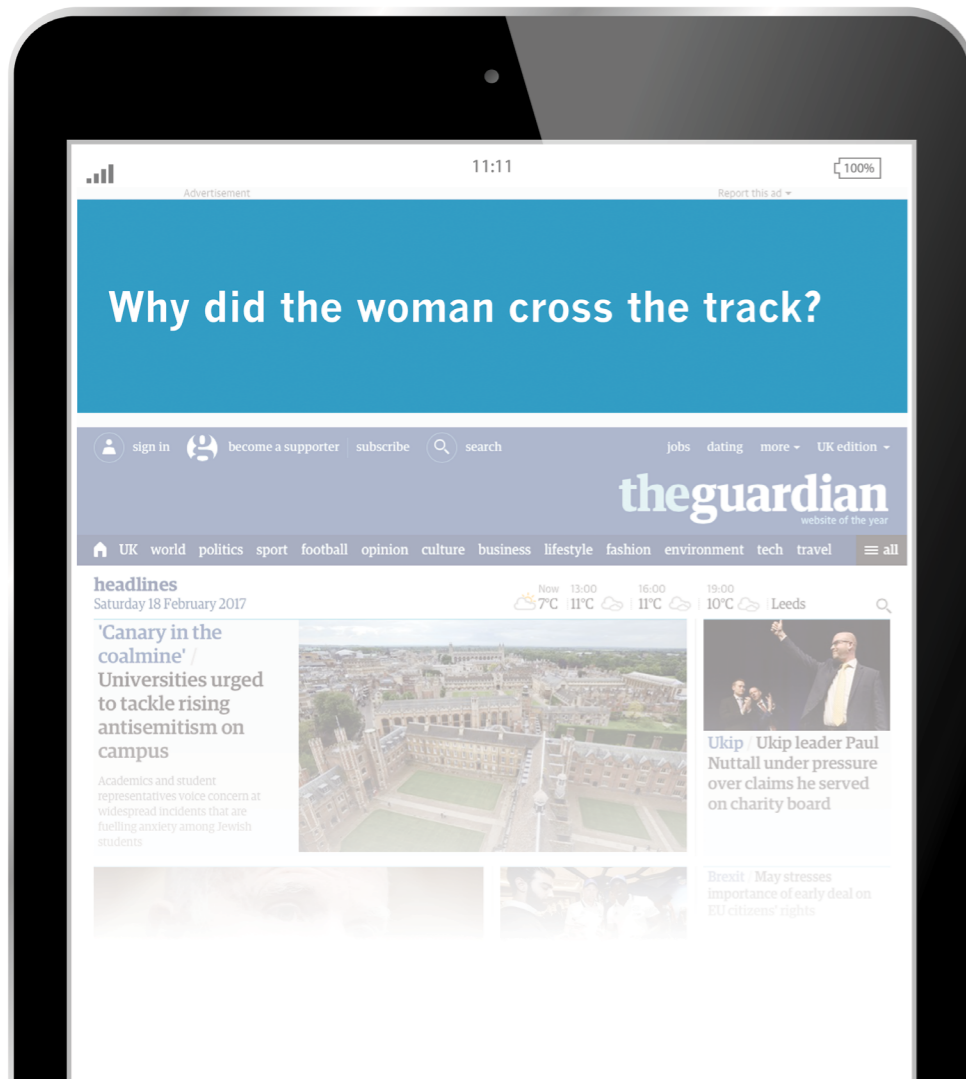 11:11
100%
Advertisement
Report this ad
Why did the woman cross the track?
sign in
become a supporter
subscribe
search
jobs
dating
more
UK edition
theguardian
website of the year
UK world politics sport football opinion culture business lifestyle fashion environment tech travel
all
headlines
Saturday 18 February 2017
Now 13:00 16:00 19:00
7°C 11°C 11°C 10°C Leeds
'Canary in the
coalmine' /
Universities urged
to tackle rising
antisemitism on
campus
Academics and student
representatives voice concern at
widespread incidents that are
fuelling anxiety among Jewish
students
Ukip / Ukip leader Paul
Nuttall under pressure
over claims he served
on charity board
Brexit / May stresses
importance of early deal on
EU citizens' rights